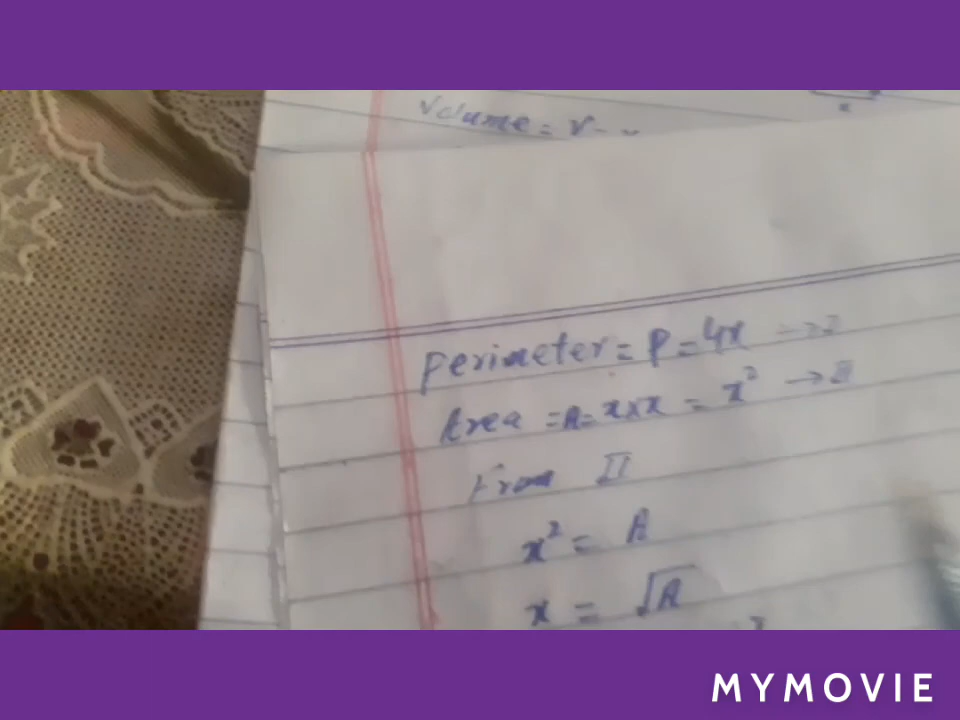 Volume = V
x
Perimeter = P = 4x → I
Area = A = x×x = x² → II
From II
x² = A
x = √A
MYMOVIE